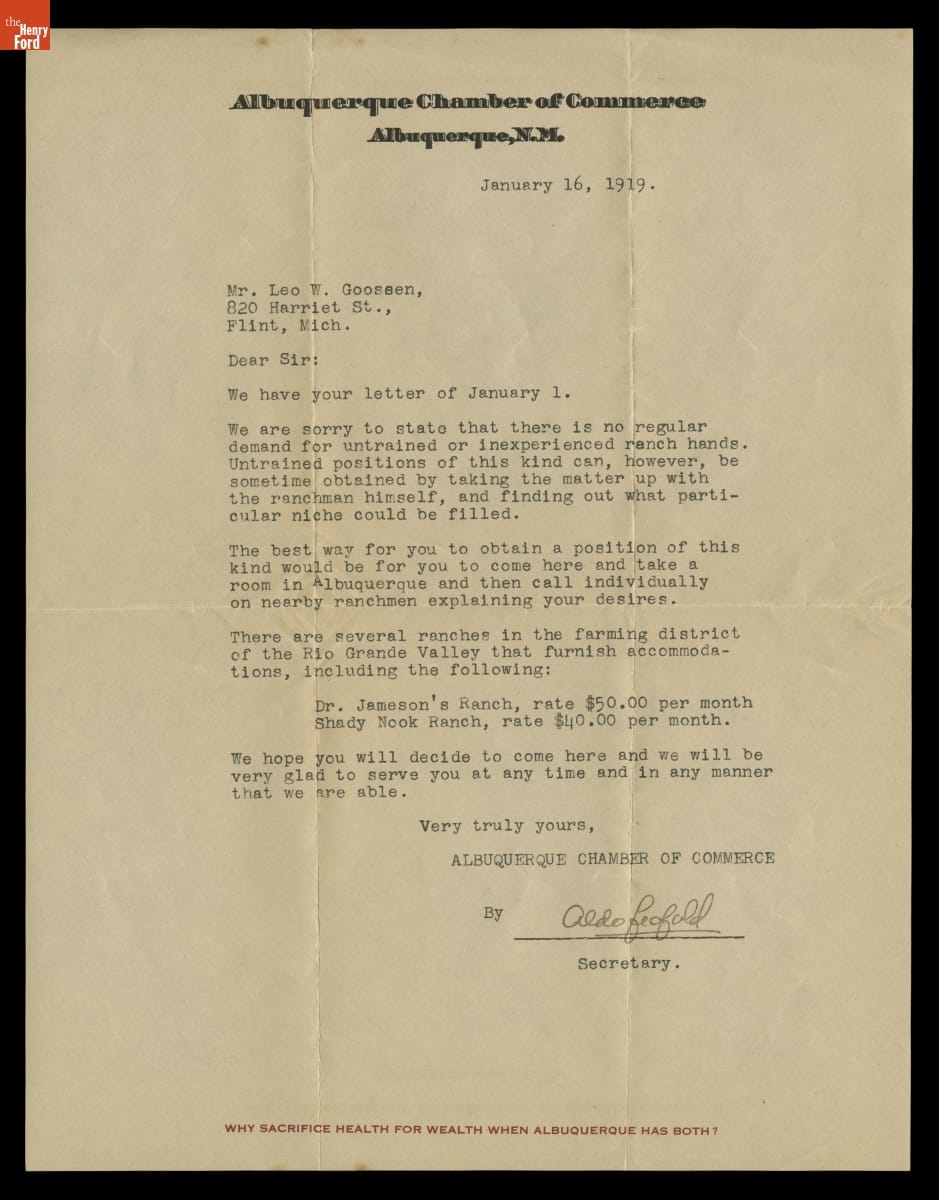 the
Henry
Ford
Albuquerque Chamber of Commerce
Albuquerque, N.M.
January 16, 1919.
Mr. Leo W. Goossen,
820 Harriet St.,
Flint, Mich.
Dear Sir:
We have your letter of January 1.
We are sorry to state that there is no regular
demand for untrained or inexperienced ranch hands.
Untrained positions of this kind can, however, be
sometime obtained by taking the matter up with
the ranchman himself, and finding out what parti-
cular niche could be filled.
The best way for you to obtain a position of this
kind would be for you to come here and take a
room in Albuquerque and then call individually
on nearby ranchmen explaining your desires.
There are several ranches in the farming district
of the Rio Grande Valley that furnish accommoda-
tions, including the following:
Dr. Jameson's Ranch, rate $50.00 per month
Shady Nook Ranch, rate $40.00 per month.
We hope you will decide to come here and we will be
very glad to serve you at any time and in any manner
that we are able.
Very truly yours,
ALBUQUERQUE CHAMBER OF COMMERCE
By Aldo Leopold
Secretary.
WHY SACRIFICE HEALTH FOR WEALTH WHEN ALBUQUERQUE HAS BOTH?